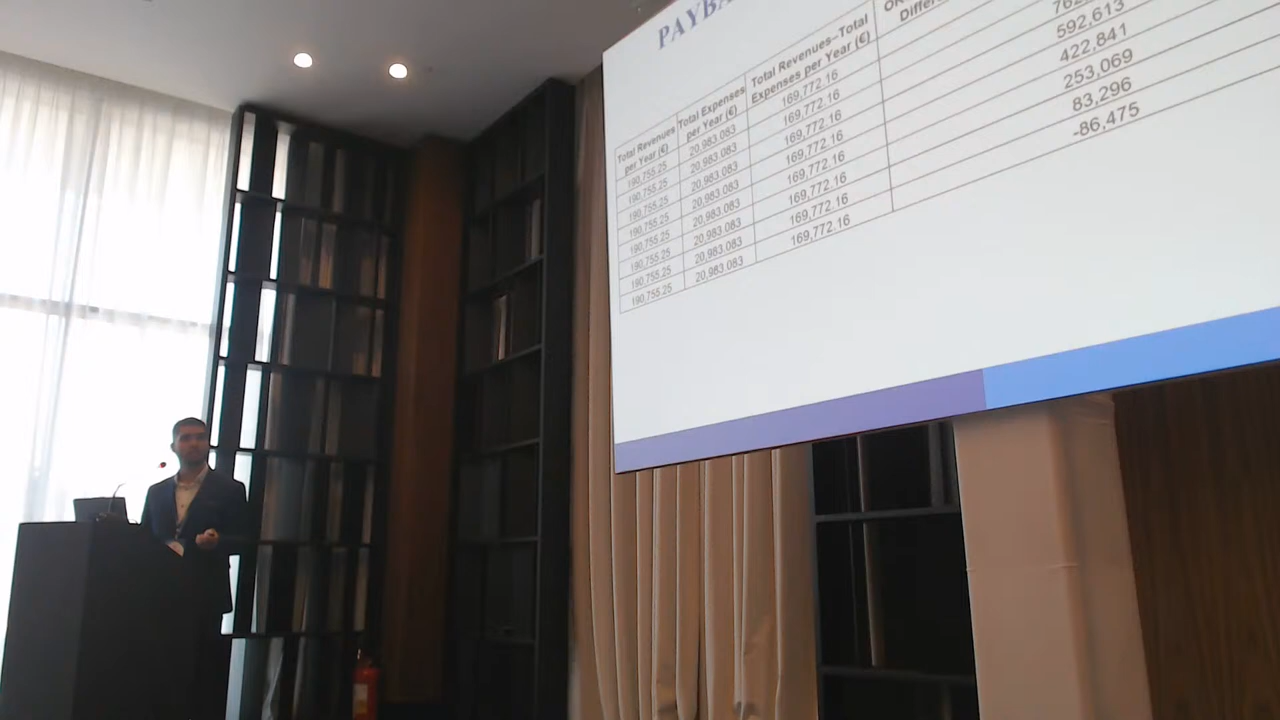 PAYBA
Total Revenues per Year (€) Total Expenses per Year (€) Total Revenues–Total Expenses per Year (€)
190,755.25 20,983.083 169,772.16
190,755.25 20,983.083 169,772.16
190,755.25 20,983.083 169,772.16 762
190,755.25 20,983.083 169,772.16 592,613
190,755.25 20,983.083 169,772.16 422,841
190,755.25 20,983.083 169,772.16 253,069
190,755.25 20,983.083 169,772.16 83,296
190,755.25 20,983.083 169,772.16 -86,475